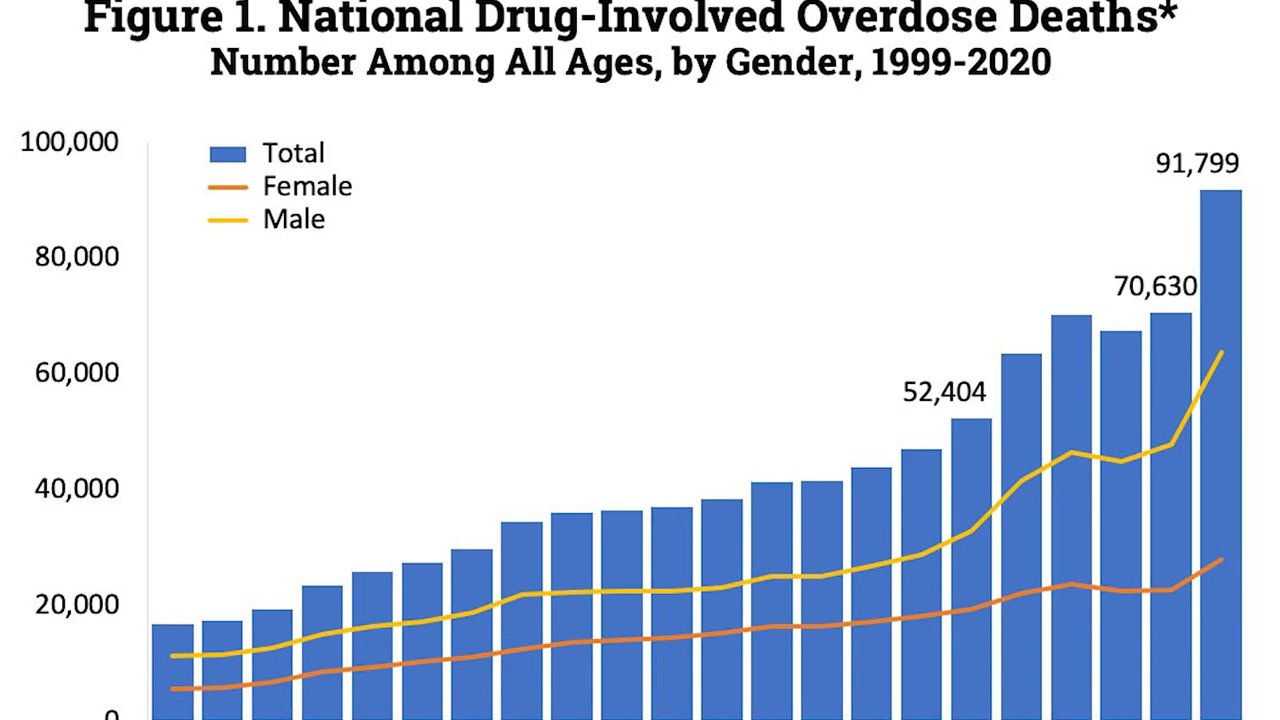 Figure 1. National Drug-Involved Overdose Deaths*
Number Among All Ages, by Gender, 1999-2020
100,000
80,000
60,000
40,000
20,000
0
Total
Female
Male
52,404
70,630
91,799